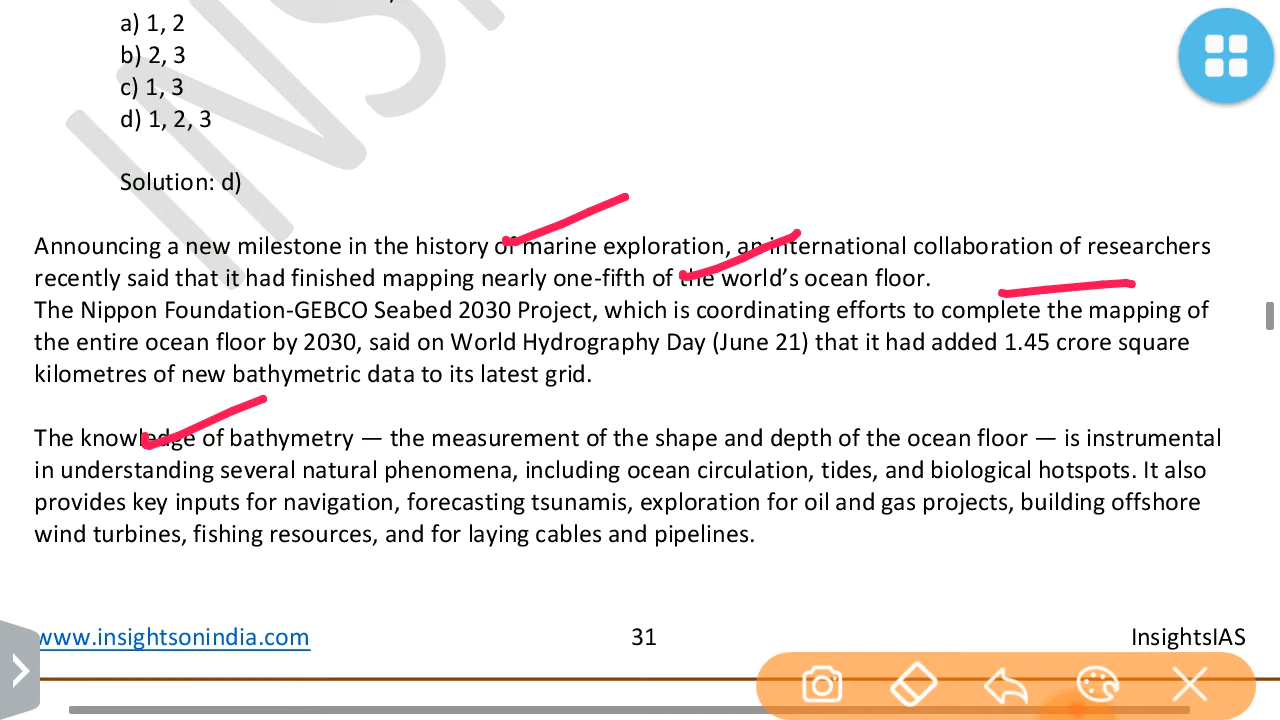 a) 1, 2
b) 2, 3
c) 1, 3
d) 1, 2, 3
Solution: d)
Announcing a new milestone in the history of marine exploration, an international collaboration of researchers
recently said that it had finished mapping nearly one-fifth of the world’s ocean floor.
The Nippon Foundation-GEBCO Seabed 2030 Project, which is coordinating efforts to complete the mapping of
the entire ocean floor by 2030, said on World Hydrography Day (June 21) that it had added 1.45 crore square
kilometres of new bathymetric data to its latest grid.
The knowledge of bathymetry — the measurement of the shape and depth of the ocean floor — is instrumental
in understanding several natural phenomena, including ocean circulation, tides, and biological hotspots. It also
provides key inputs for navigation, forecasting tsunamis, exploration for oil and gas projects, building offshore
wind turbines, fishing resources, and for laying cables and pipelines.
www.insightsonindia.com 31 InsightsIAS